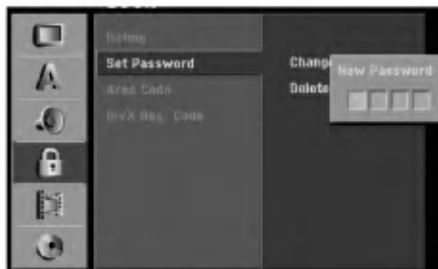 Rating
Set Password
Change
New Password
Area Code
Delete
DivX Reg. Code